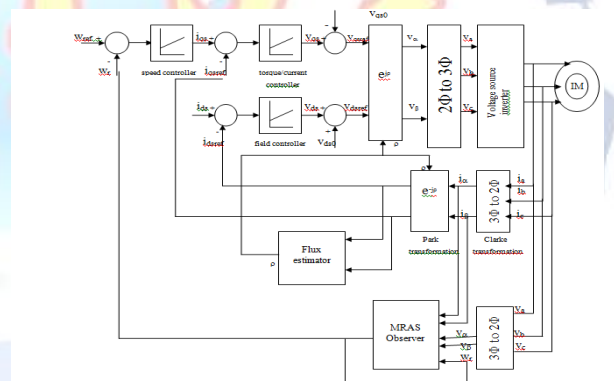 Vqs0
Wref +
-
Wr
speed controller
iqs +
-
iqsref
torque/current
controller
Vqs
-
+
Vqsref
ids +
-
idsref
field controller
Vds +
+
Vds0
Vdsref
e^jρ
ρ
Vα
Vβ
2Φ to 3Φ
Va
Vb
Vc
Voltage source
inverter
IM
ρ
e^-jρ
Park
transformation
iα
iβ
3Φ to 2Φ
Clarke
transformation
ia
ib
ic
Flux
estimator
ρ
MRAS
Observer
Vα
Vβ
Wr
3Φ to 2Φ
Va
Vb
Vc